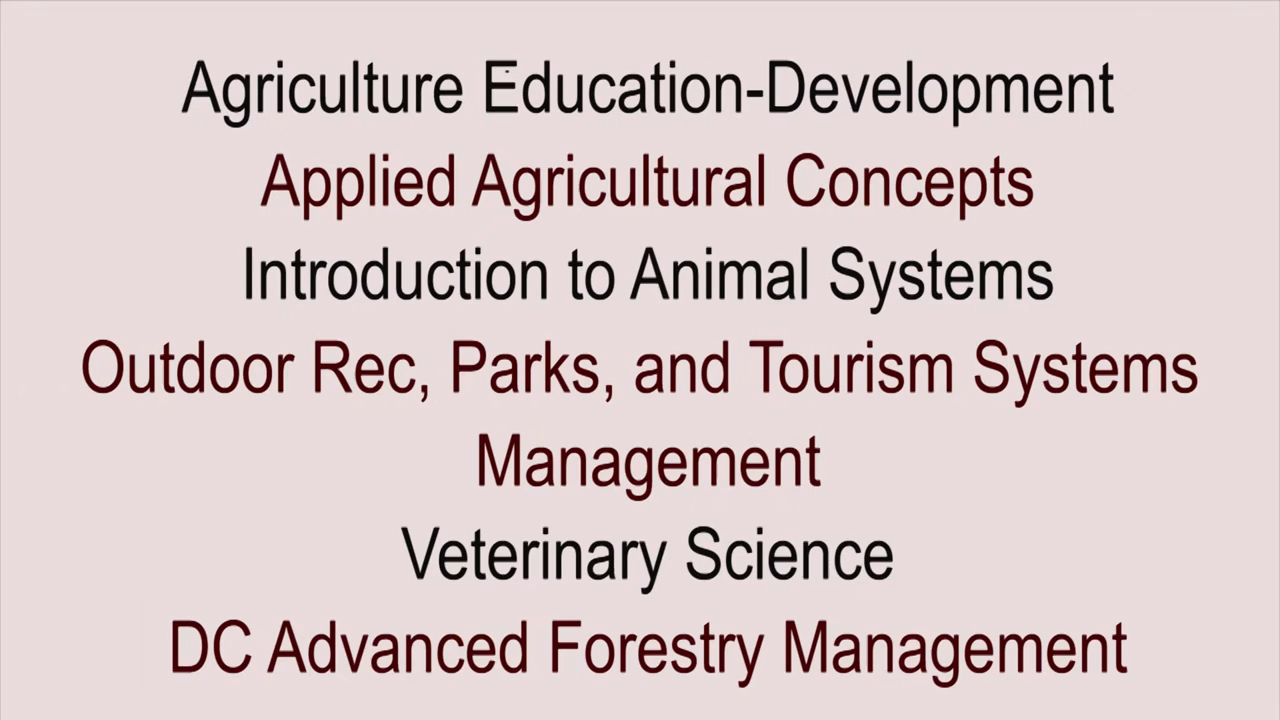 Agriculture Education-Development
Applied Agricultural Concepts
Introduction to Animal Systems
Outdoor Rec, Parks, and Tourism Systems
Management
Veterinary Science
DC Advanced Forestry Management